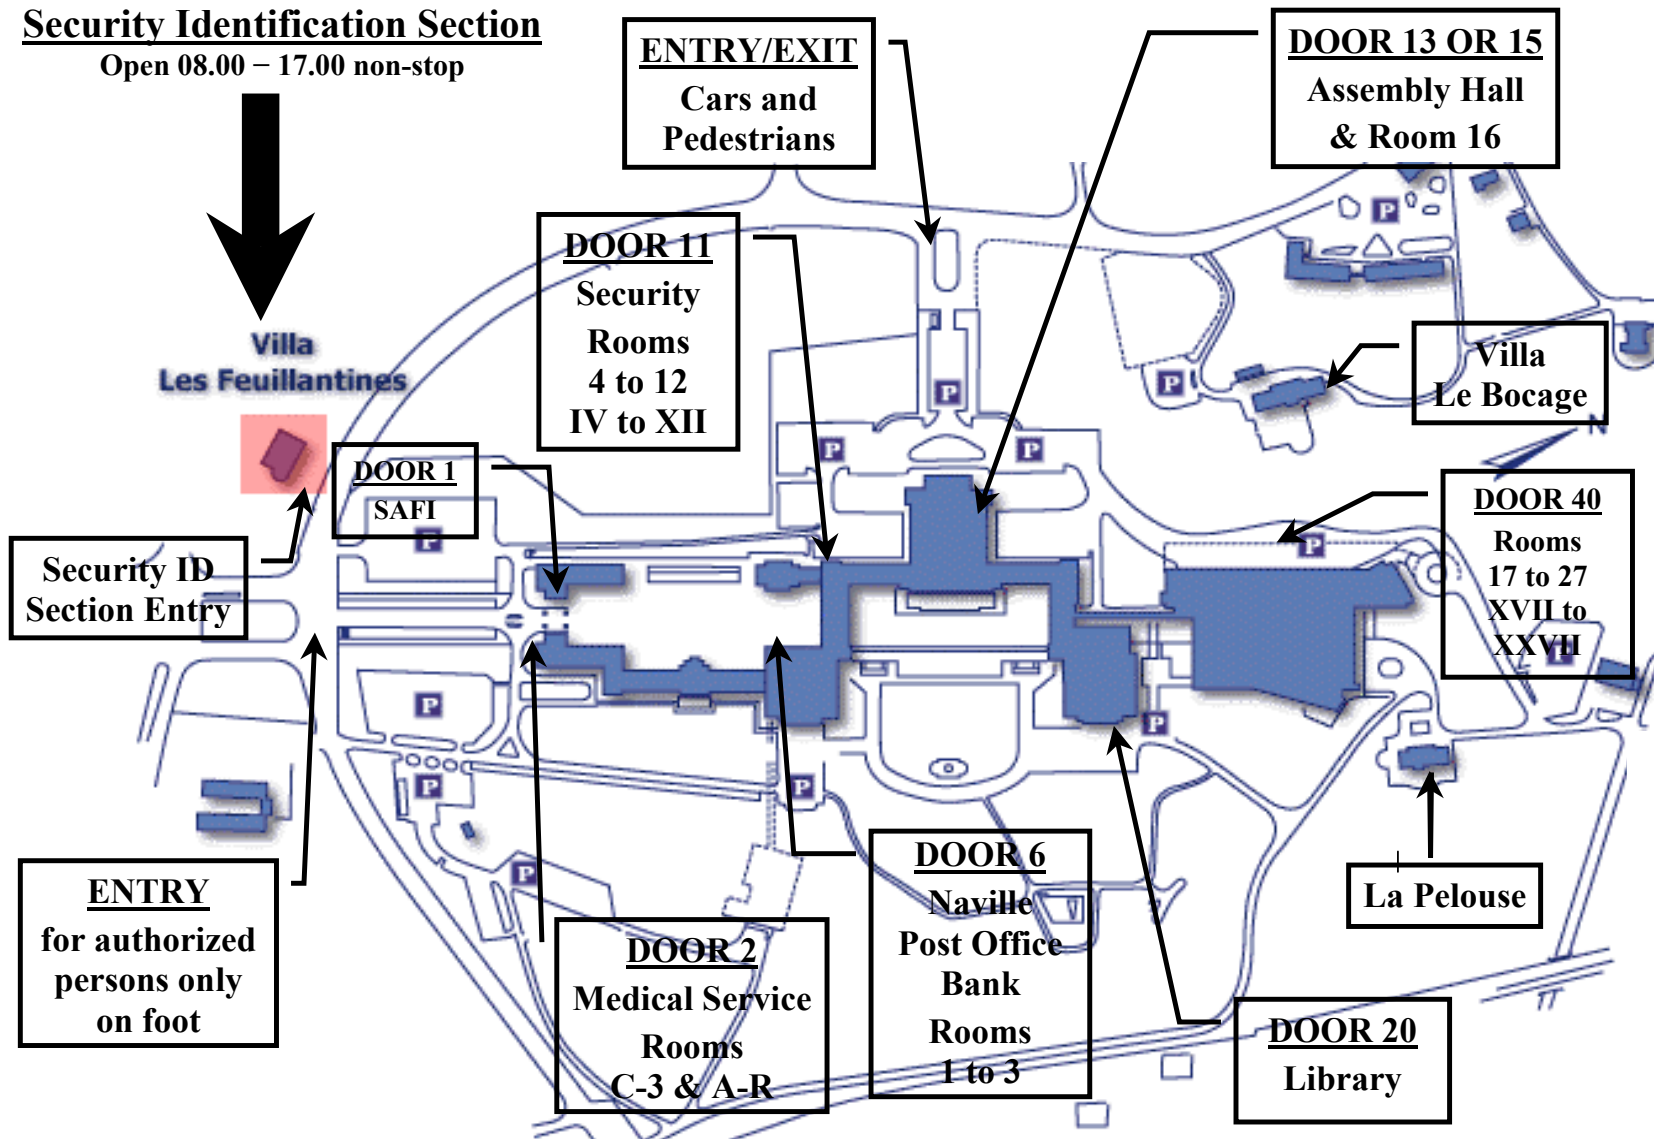 Security Identification Section
Open 08.00 – 17.00 non-stop
ENTRY/EXIT
Cars and
Pedestrians
DOOR 13 OR 15
Assembly Hall
& Room 16
DOOR 11
Security
Rooms
4 to 12
IV to XII
Villa
Les Feuillantines
Villa
Le Bocage
N
DOOR 1
SAFI
DOOR 40
Rooms
17 to 27
XVII to
XXVII
Security ID
Section Entry
P
P
P
P
P
P
P
P
P
P
P
P
P
ENTRY
for authorized
persons only
on foot
DOOR 2
Medical Service
Rooms
C-3 & A-R
DOOR 6
Naville
Post Office
Bank
Rooms
1 to 3
La Pelouse
DOOR 20
Library